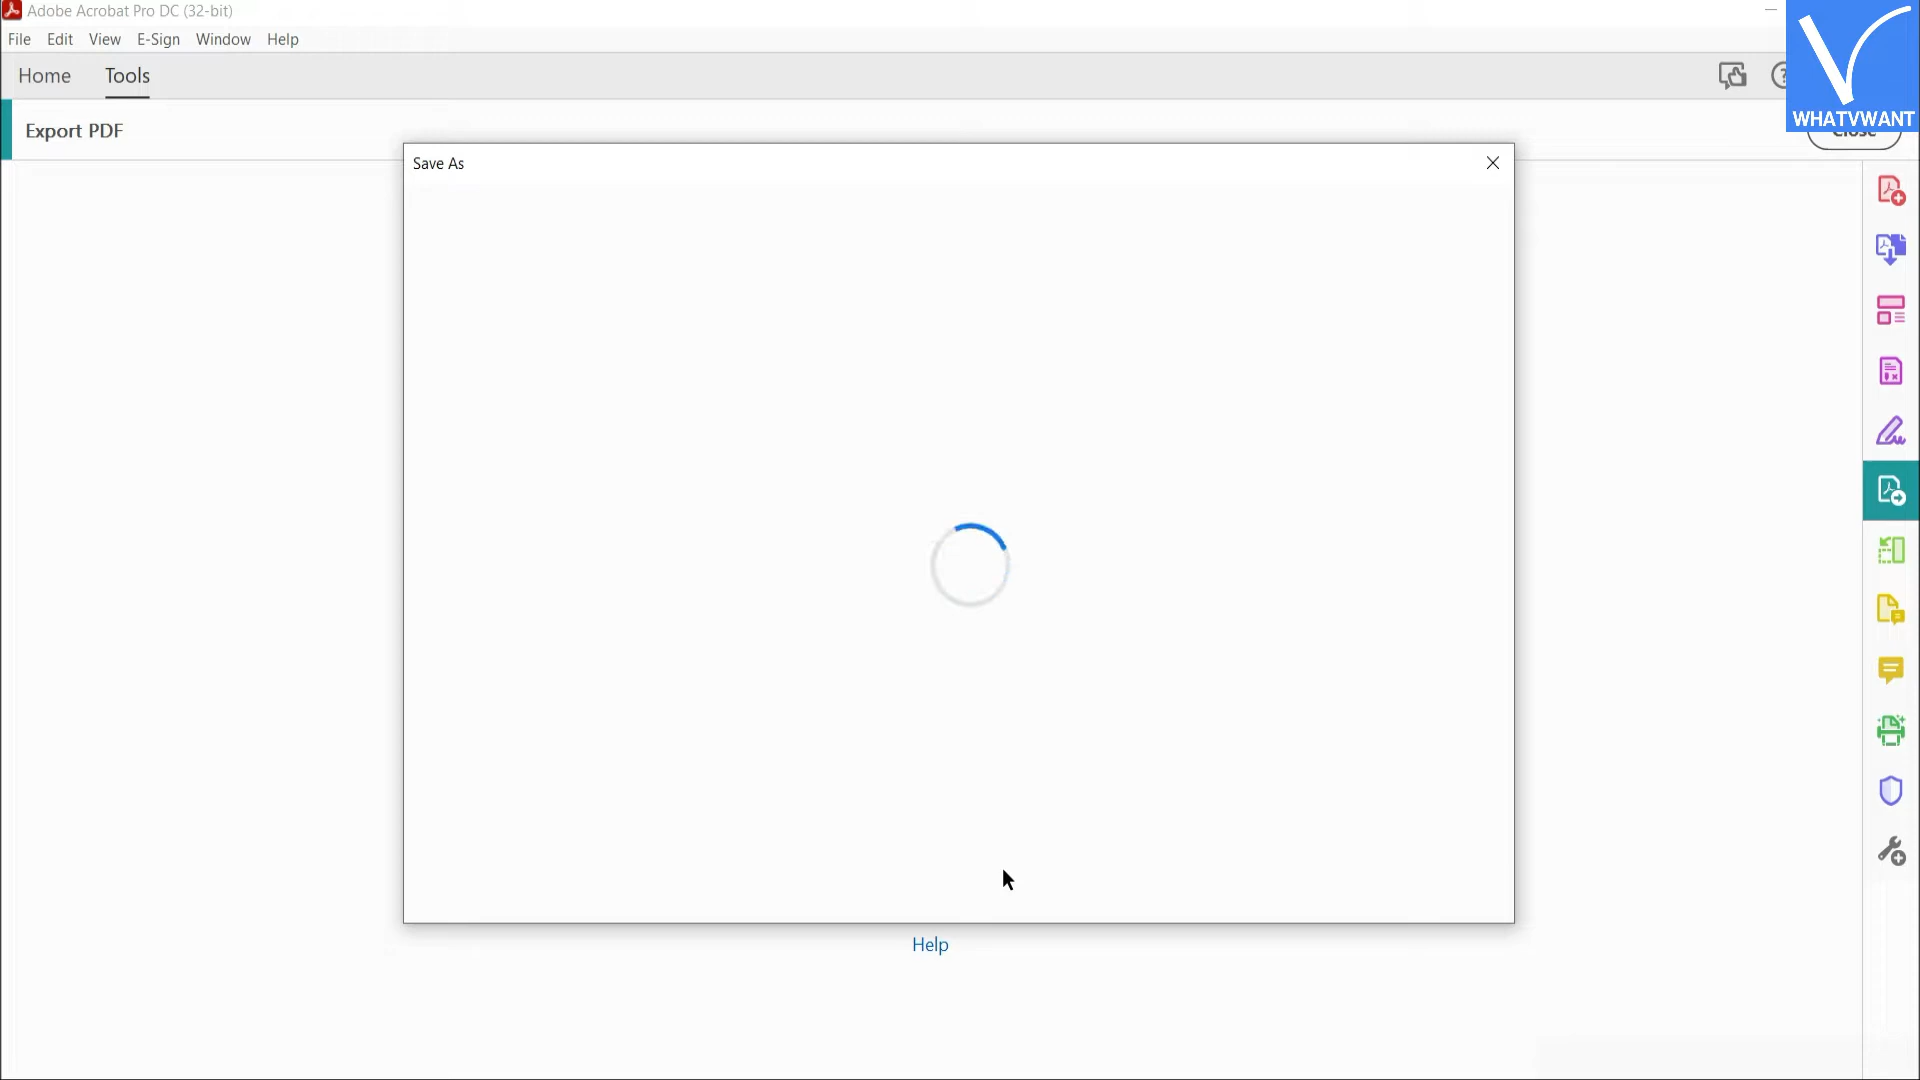 Adobe Acrobat Pro DC (32-bit)
File Edit View E-Sign Window Help
Home Tools
WHATVWANT
Export PDF
Close
Save As
Help